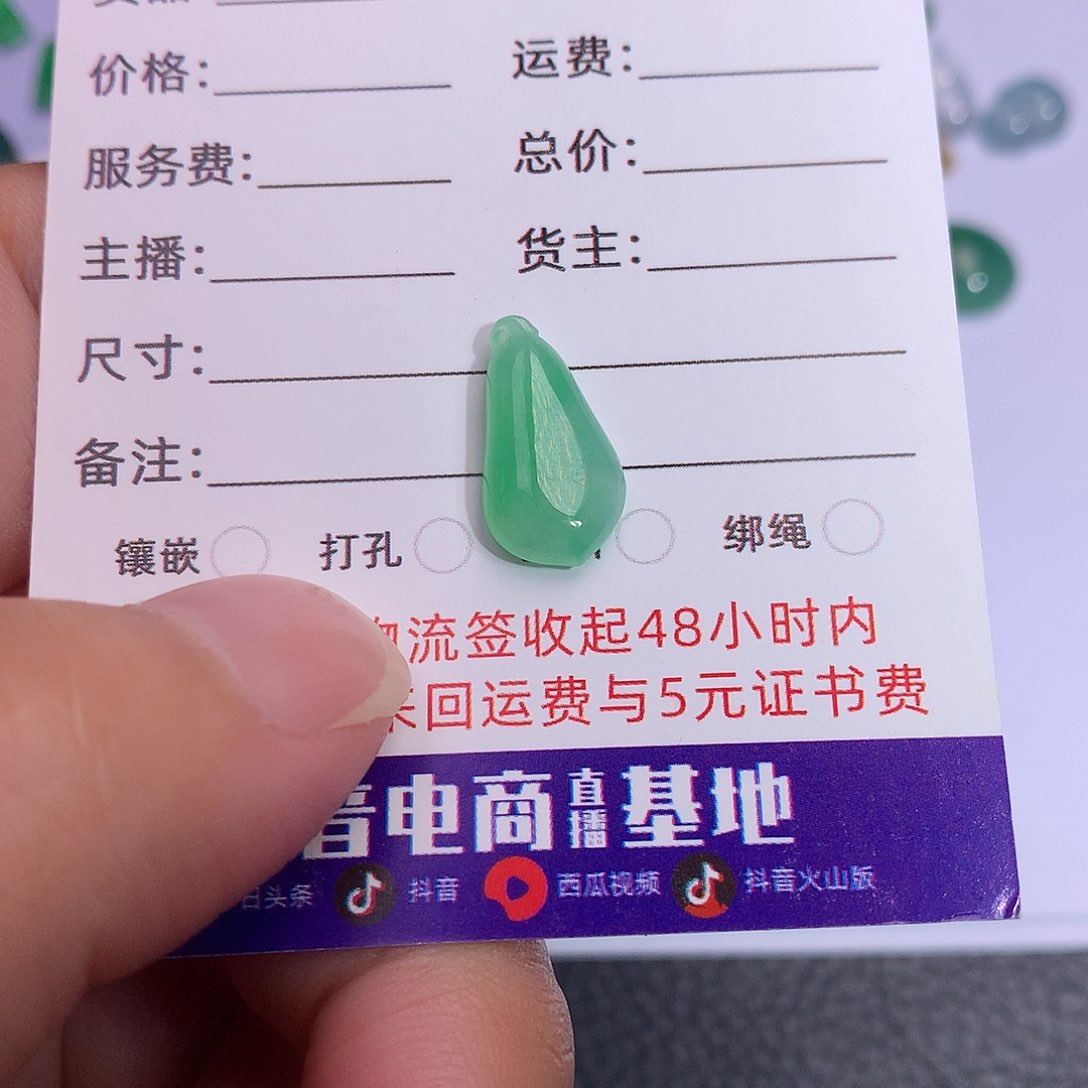 价格： 运费：
服务费： 总价：
主播： 货主：
尺寸：
备注：
镶嵌 打孔 绑绳
流签收起48小时内
回运费与5元证书费
音电商直播基地
日头条 抖音 西瓜视频 抖音火山版